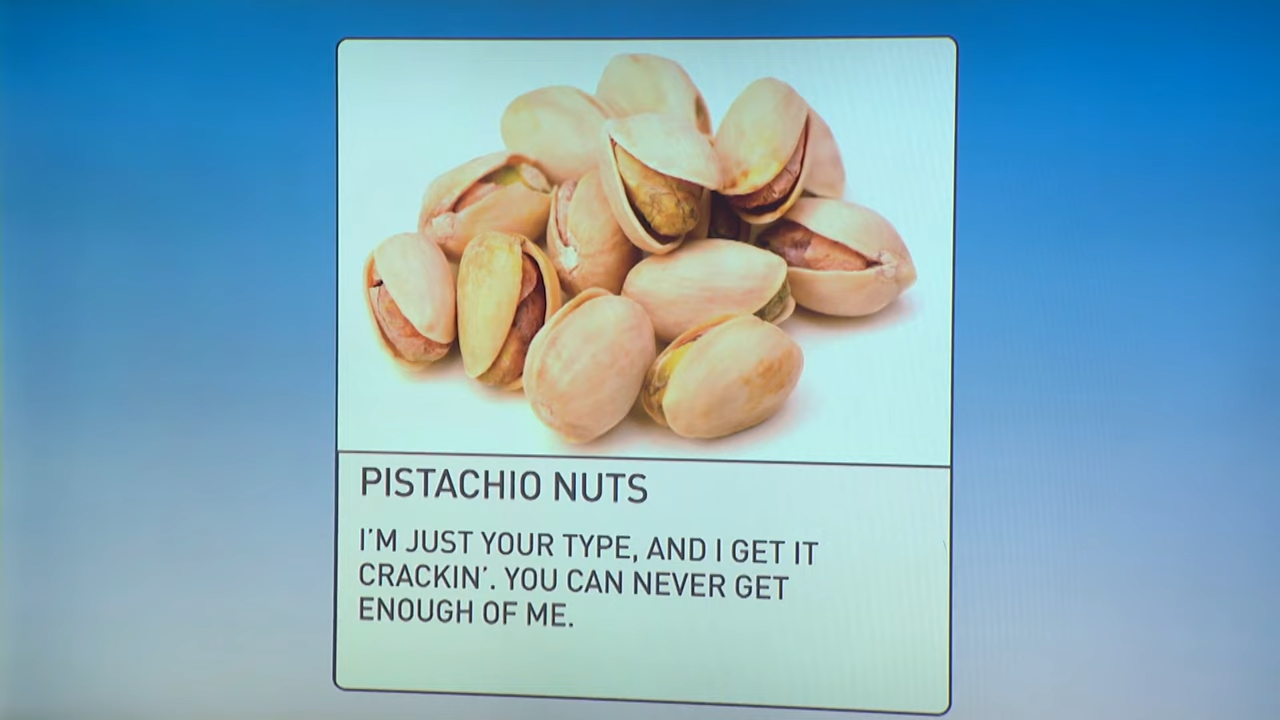 PISTACHIO NUTS
I'M JUST YOUR TYPE, AND I GET IT
CRACKIN'. YOU CAN NEVER GET
ENOUGH OF ME.